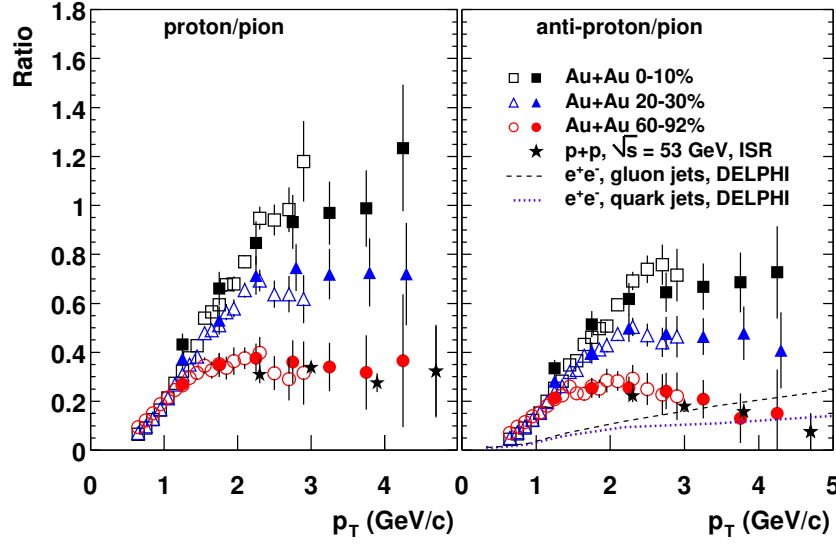 proton/pion
anti-proton/pion
Ratio
1.8
1.6
1.4
1.2
1
0.8
0.6
0.4
0.2
0
Au+Au 0-10%
Au+Au 20-30%
Au+Au 60-92%
p+p, √s = 53 GeV, ISR
e⁺e⁻, gluon jets, DELPHI
e⁺e⁻, quark jets, DELPHI
0 1 2 3 4 0 1 2 3 4 5
p_T (GeV/c) p_T (GeV/c)